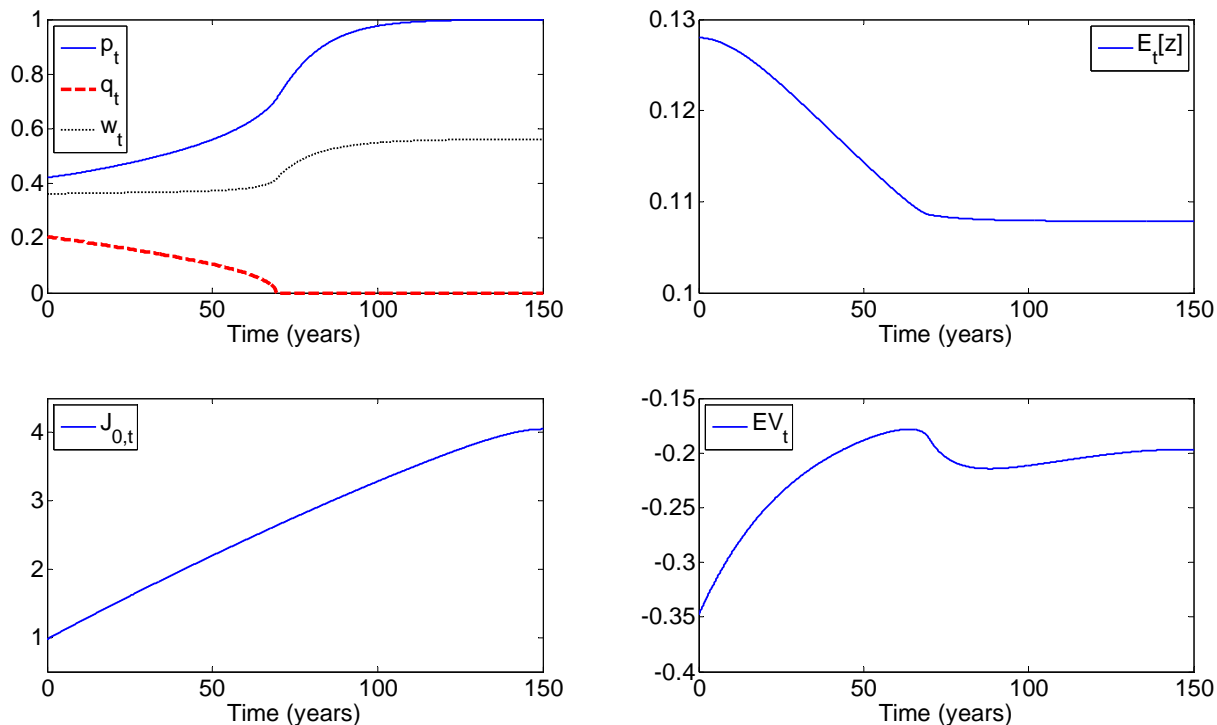 1
0.8
0.6
0.4
0.2
0
p_t
q_t
w_t
0 50 100 150
Time (years)
0.13
0.12
0.11
0.1
E_t[z]
0 50 100 150
Time (years)
4
3
2
1
J_{0,t}
0 50 100 150
Time (years)
-0.15
-0.2
-0.25
-0.3
-0.35
-0.4
EV_t
0 50 100 150
Time (years)